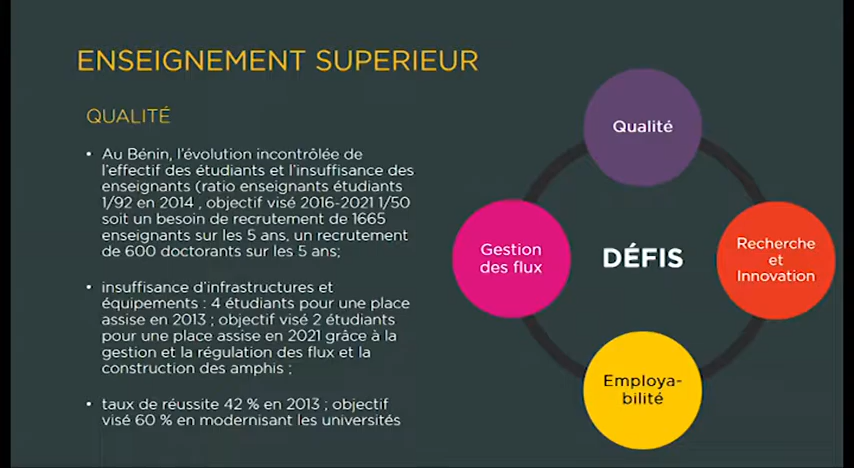 ENSEIGNEMENT SUPERIEUR
QUALITÉ
• Au Bénin, l'évolution incontrôlée de
l'effectif des étudiants et l'insuffisance des
enseignants (ratio enseignants étudiants
1/92 en 2014 , objectif visé 2016-2021 1/50
soit un besoin de recrutement de 1665
enseignants sur les 5 ans, un recrutement
de 600 doctorants sur les 5 ans;
• insuffisance d'infrastructures et
équipements : 4 étudiants pour une place
assise en 2013 ; objectif visé 2 étudiants
pour une place assise en 2021 grâce à la
gestion et la régulation des flux et la
construction des amphis ;
• taux de réussite 42 % en 2013 ; objectif
visé 60 % en modernisant les universités
Qualité
Gestion
des flux
DÉFIS
Recherche
et
Innovation
Employa-
bilité